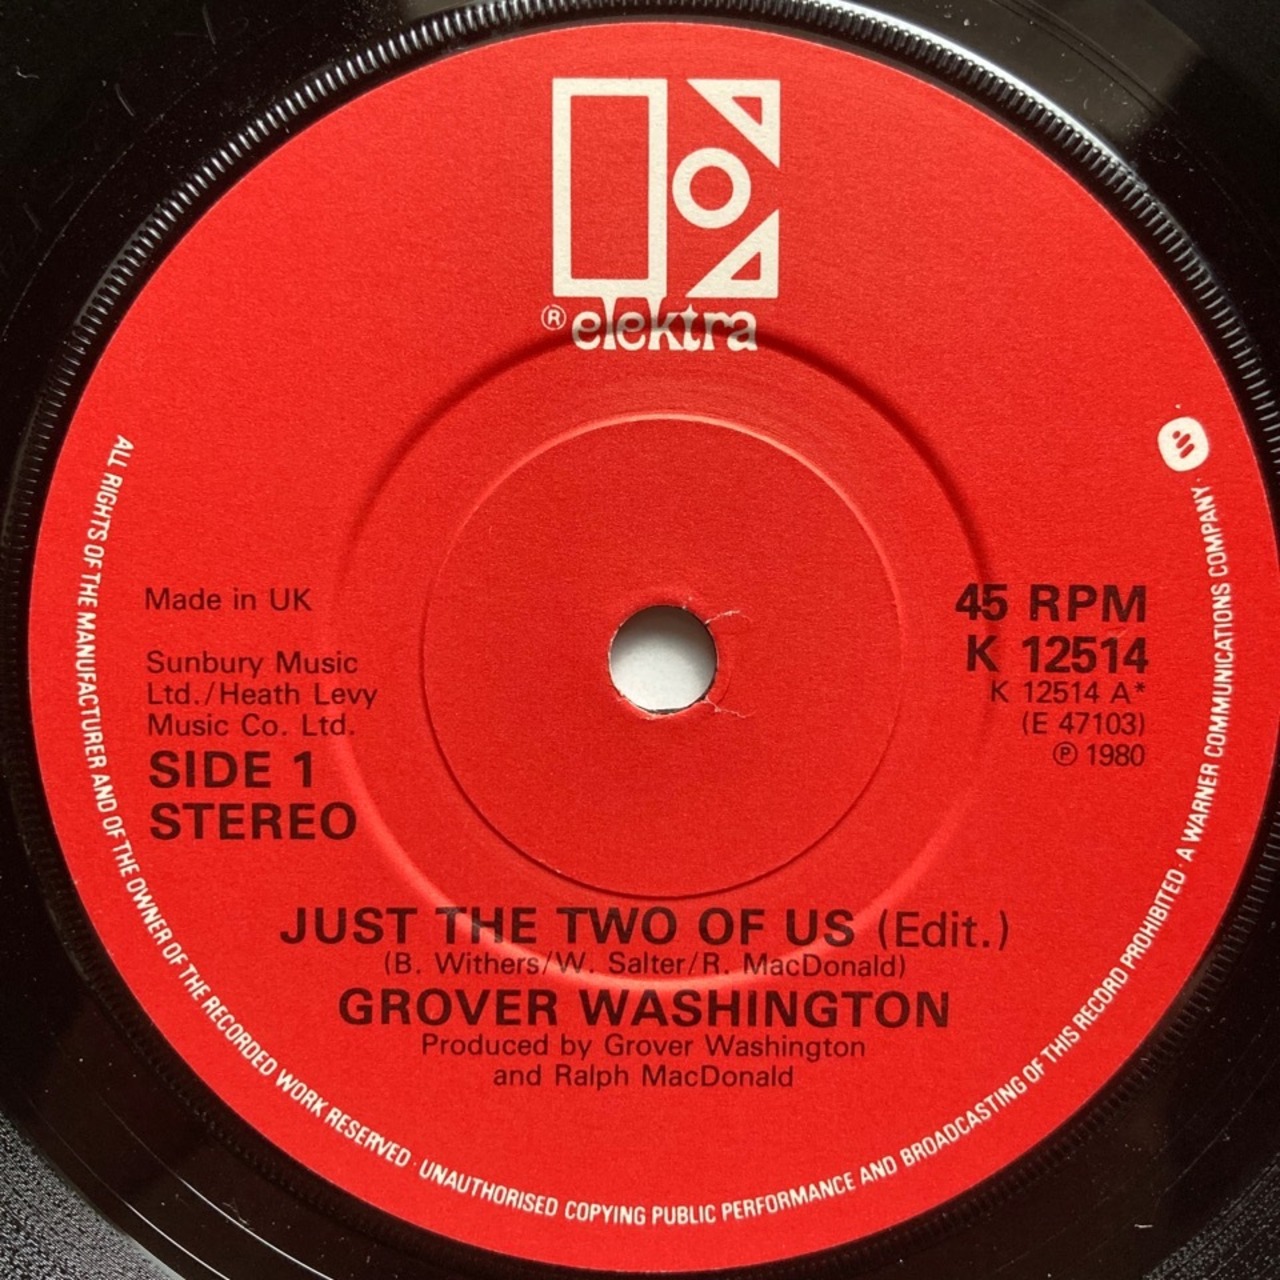 ® elektra
Made in UK
Sunbury Music
Ltd./Heath Levy
Music Co. Ltd.
SIDE 1
STEREO
45 RPM
K 12514
K 12514 A*
(E 47103)
℗ 1980
JUST THE TWO OF US (Edit.)
(B. Withers/W. Salter/R. MacDonald)
GROVER WASHINGTON
Produced by Grover Washington
and Ralph MacDonald
ALL RIGHTS OF THE MANUFACTURER AND OF THE OWNER OF THE RECORDED WORK RESERVED · UNAUTHORISED COPYING PUBLIC PERFORMANCE AND BROADCASTING OF THIS RECORD PROHIBITED · A WARNER COMMUNICATIONS COMPANY ·